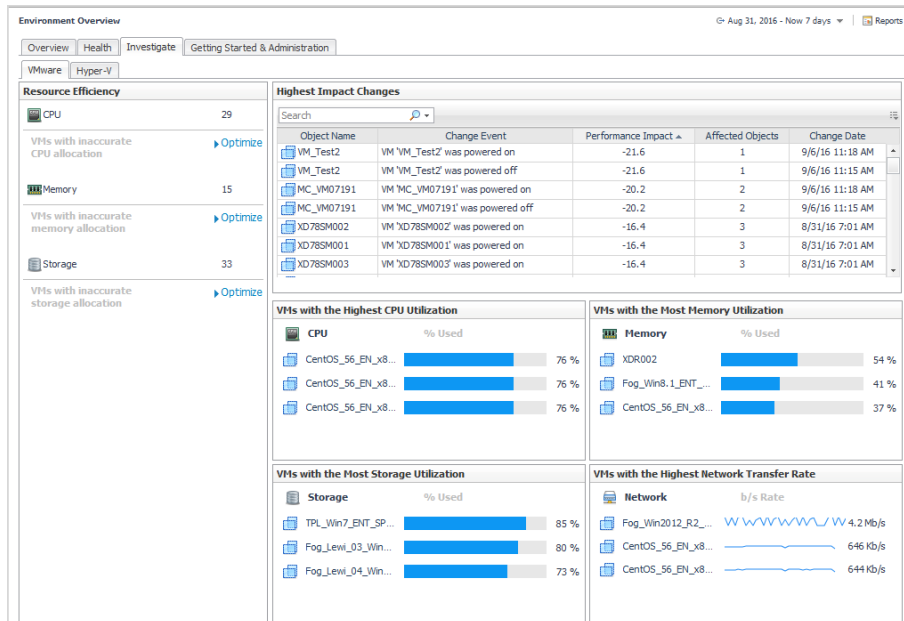 Environment Overview
Aug 31, 2016 - Now 7 days
Reports
Overview
Health
Investigate
Getting Started & Administration
VMware
Hyper-V
Resource Efficiency
CPU 29
VMs with inaccurate
CPU allocation
Optimize
Memory 15
VMs with inaccurate
memory allocation
Optimize
Storage 33
VMs with inaccurate
storage allocation
Optimize
Highest Impact Changes
Search
Object Name Change Event Performance Impact Affected Objects Change Date
VM_Test2 VM 'VM_Test2' was powered on -21.6 1 9/6/16 11:18 AM
VM_Test2 VM 'VM_Test2' was powered off -21.6 1 9/6/16 11:15 AM
MC_VM07191 VM 'MC_VM07191' was powered on -20.2 2 9/6/16 11:18 AM
MC_VM07191 VM 'MC_VM07191' was powered off -20.2 2 9/6/16 11:15 AM
XD78SM002 VM 'XD78SM002' was powered on -16.4 3 8/31/16 7:01 AM
XD78SM001 VM 'XD78SM001' was powered on -16.4 3 8/31/16 7:01 AM
XD78SM003 VM 'XD78SM003' was powered on -16.4 3 8/31/16 7:01 AM
VMs with the Highest CPU Utilization
CPU % Used
CentOS_56_EN_x8... 76 %
CentOS_56_EN_x8... 76 %
CentOS_56_EN_x8... 76 %
VMs with the Most Memory Utilization
Memory % Used
XDR002 54 %
Fog_Win8.1_ENT_... 41 %
CentOS_56_EN_x8... 37 %
VMs with the Most Storage Utilization
Storage % Used
TPL_Win7_ENT_SP... 85 %
Fog_Lewi_03_Win... 80 %
Fog_Lewi_04_Win... 73 %
VMs with the Highest Network Transfer Rate
Network b/s Rate
Fog_Win2012_R2_... 4.2 Mb/s
CentOS_56_EN_x8... 646 Kb/s
CentOS_56_EN_x8... 644 Kb/s